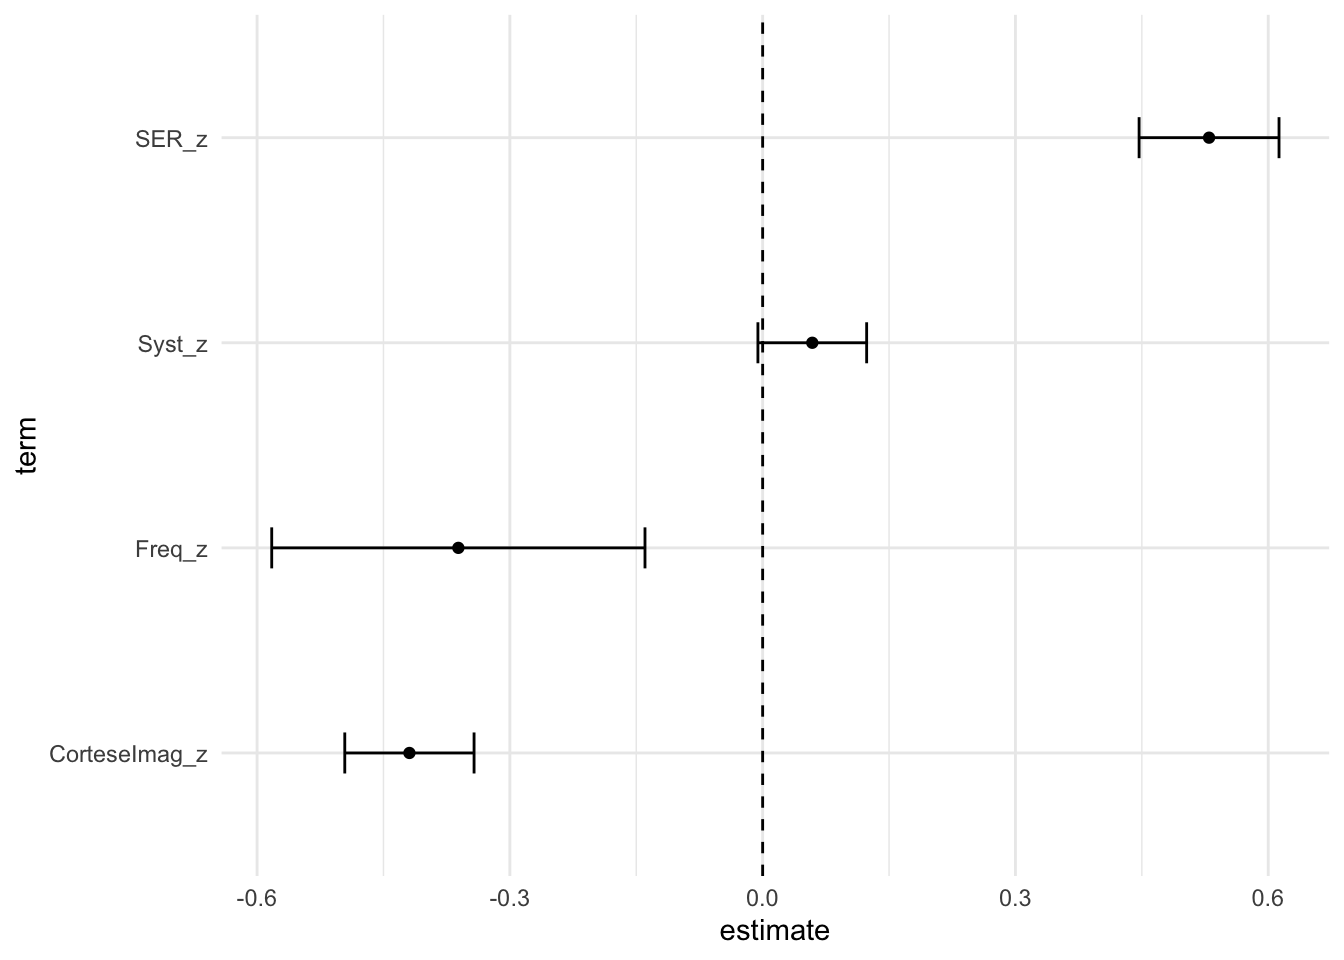 SER_z
Syst_z
Freq_z
CorteseImag_z
term
-0.6 -0.3 0.0 0.3 0.6
estimate